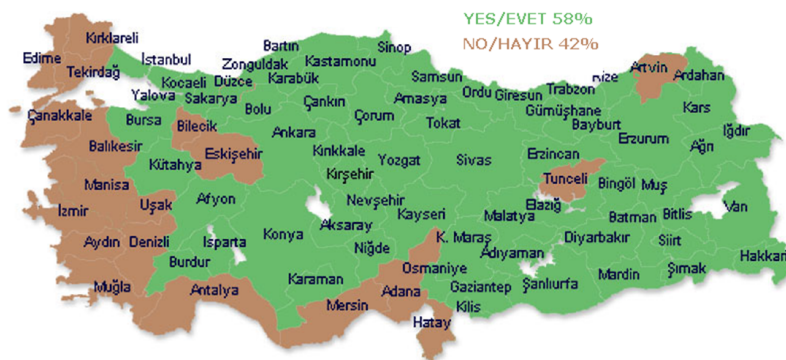 YES/EVET 58%
NO/HAYIR 42%
Kırklareli
Edirne
Tekirdağ
İstanbul
Kocaeli
Yalova
Sakarya
Düzce
Zonguldak
Bartın
Karabük
Kastamonu
Sinop
Samsun
Ordu
Giresun
Trabzon
Artvin
Ardahan
Çanakkale
Bursa
Bilecik
Bolu
Çankırı
Çorum
Amasya
Tokat
Gümüşhane
Bayburt
Erzurum
Kars
Iğdır
Ağrı
Balıkesir
Kütahya
Eskişehir
Ankara
Kırıkkale
Yozgat
Sivas
Erzincan
Tunceli
Bingöl
Muş
Manisa
Uşak
Afyon
Kırşehir
Nevşehir
Kayseri
Malatya
Elazığ
Batman
Bitlis
Van
İzmir
Aydın
Denizli
Isparta
Konya
Aksaray
Niğde
K. Maraş
Adıyaman
Diyarbakır
Siirt
Hakkari
Muğla
Burdur
Antalya
Karaman
Mersin
Adana
Osmaniye
Gaziantep
Kilis
Şanlıurfa
Mardin
Şırnak
Hatay